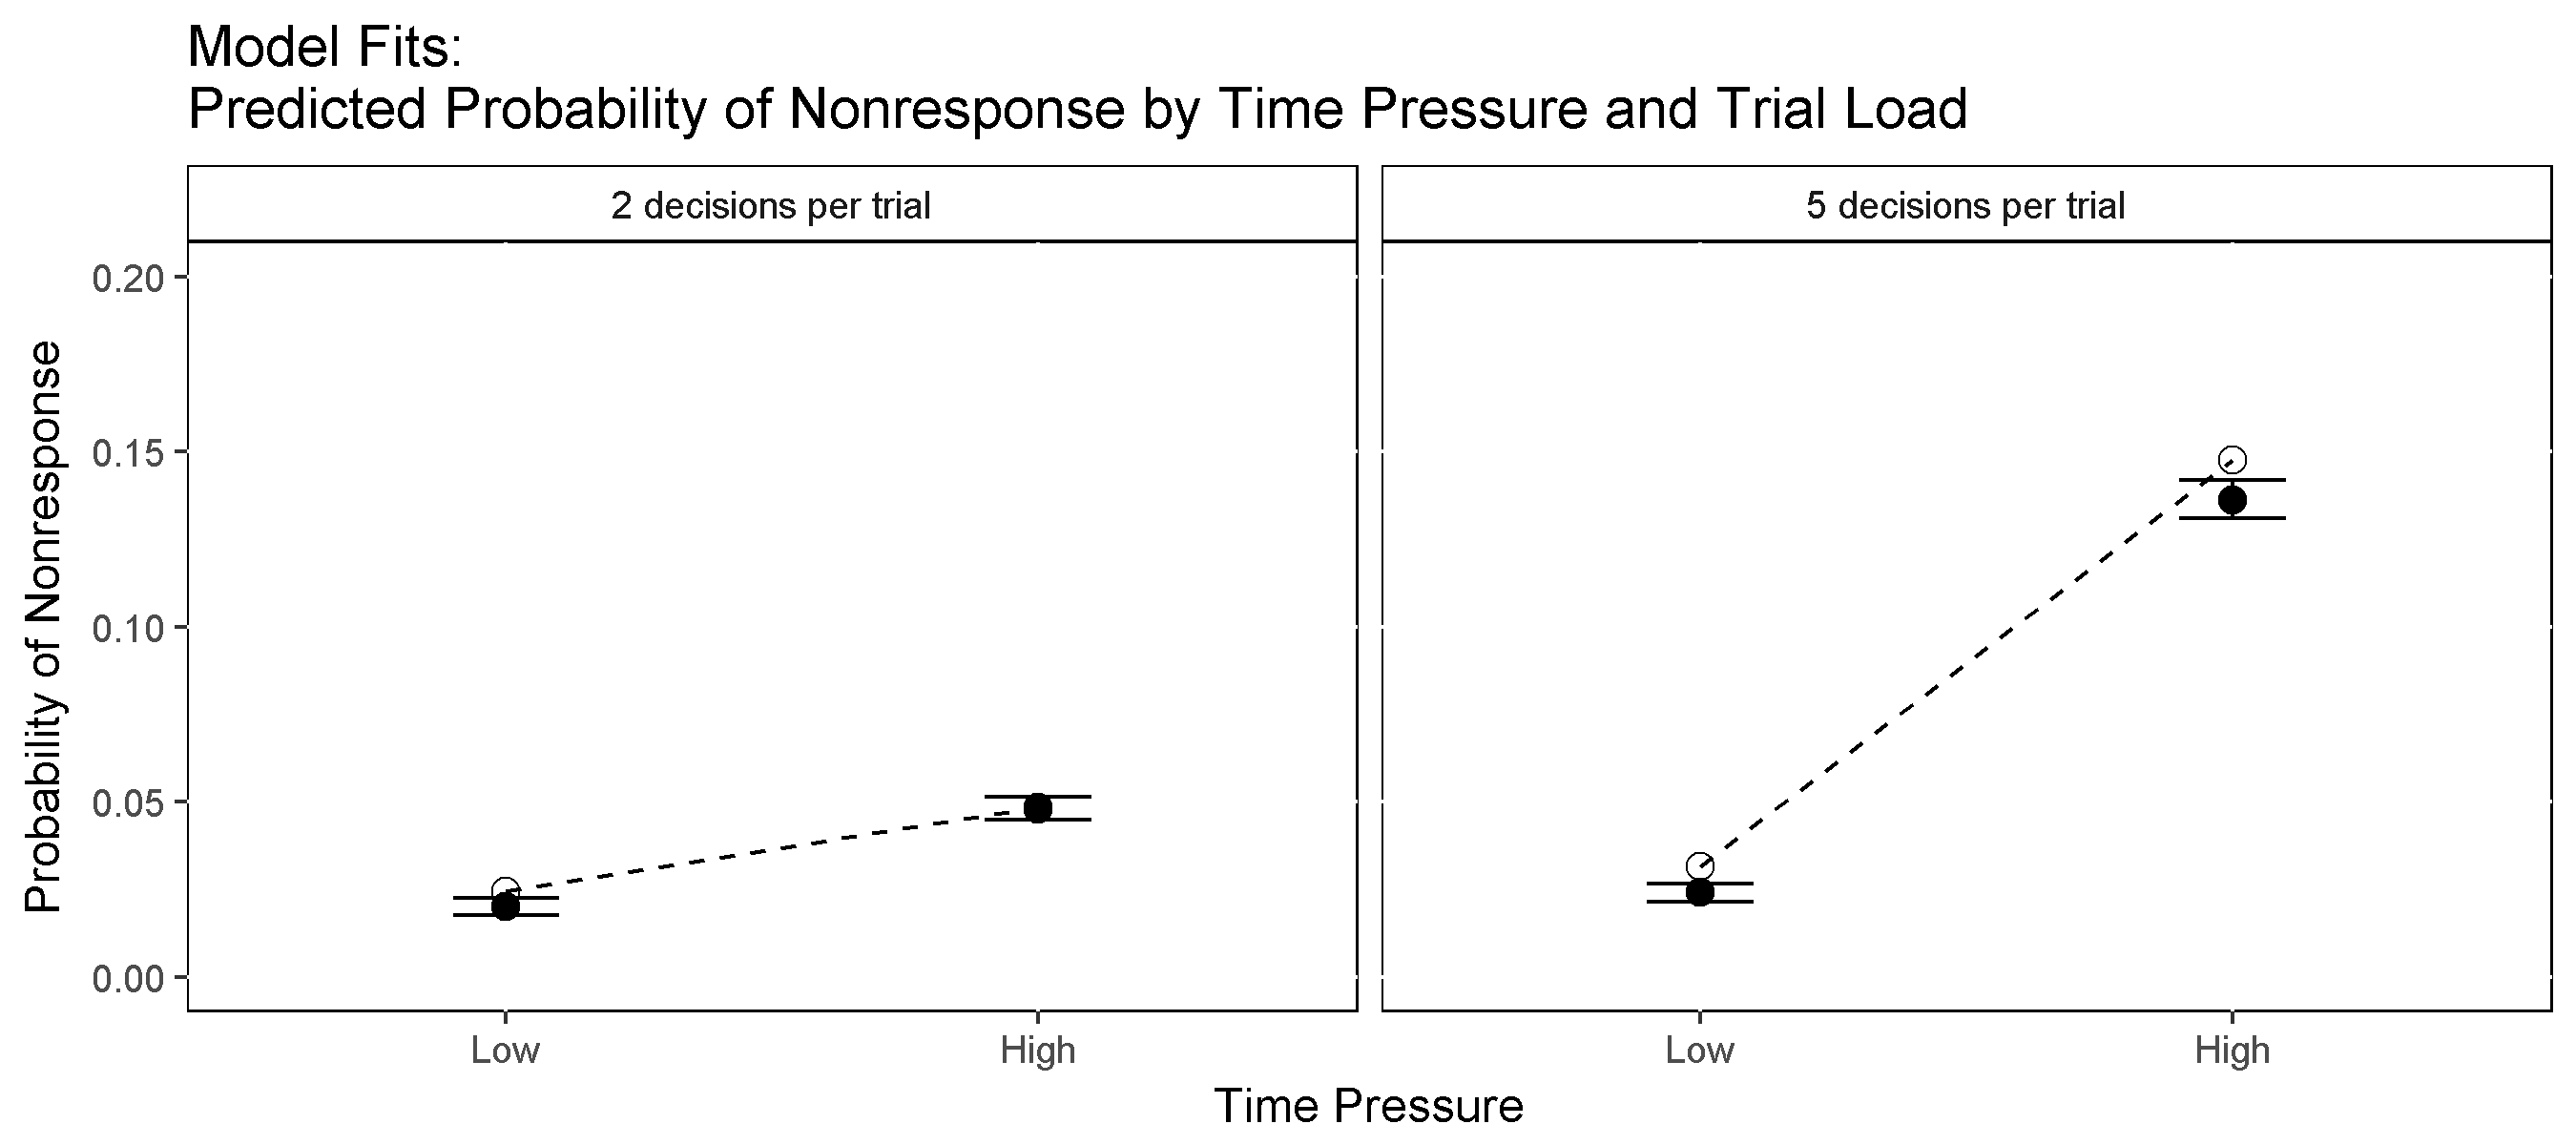 Model Fits:
Predicted Probability of Nonresponse by Time Pressure and Trial Load
2 decisions per trial
5 decisions per trial
Probability of Nonresponse
0.20
0.15
0.10
0.05
0.00
Low
High
Low
High
Time Pressure